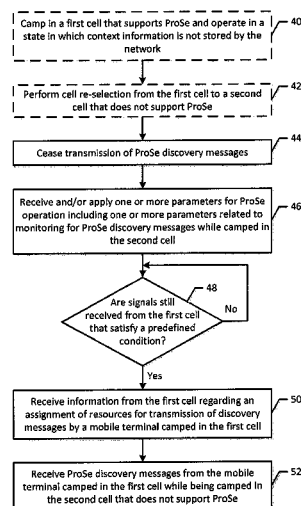 Camp in a first cell that supports ProSe and operate in a
state in which context information is not stored by the
network
40
Perform cell re-selection from the first cell to a second
cell that does not support ProSe
42
Cease transmission of ProSe discovery messages
44
Receive and/or apply one or more parameters for ProSe
operation including one or more parameters related to
monitoring for ProSe discovery messages while camped in
the second cell
46
Are signals still
received from the first cell
that satisfy a predefined
condition?
48
No
Yes
Receive information from the first cell regarding an
assignment of resources for transmission of discovery
messages by a mobile terminal camped in the first cell
50
Receive ProSe discovery messages from the mobile
terminal camped in the first cell while being camped in
the second cell that does not support ProSe
52